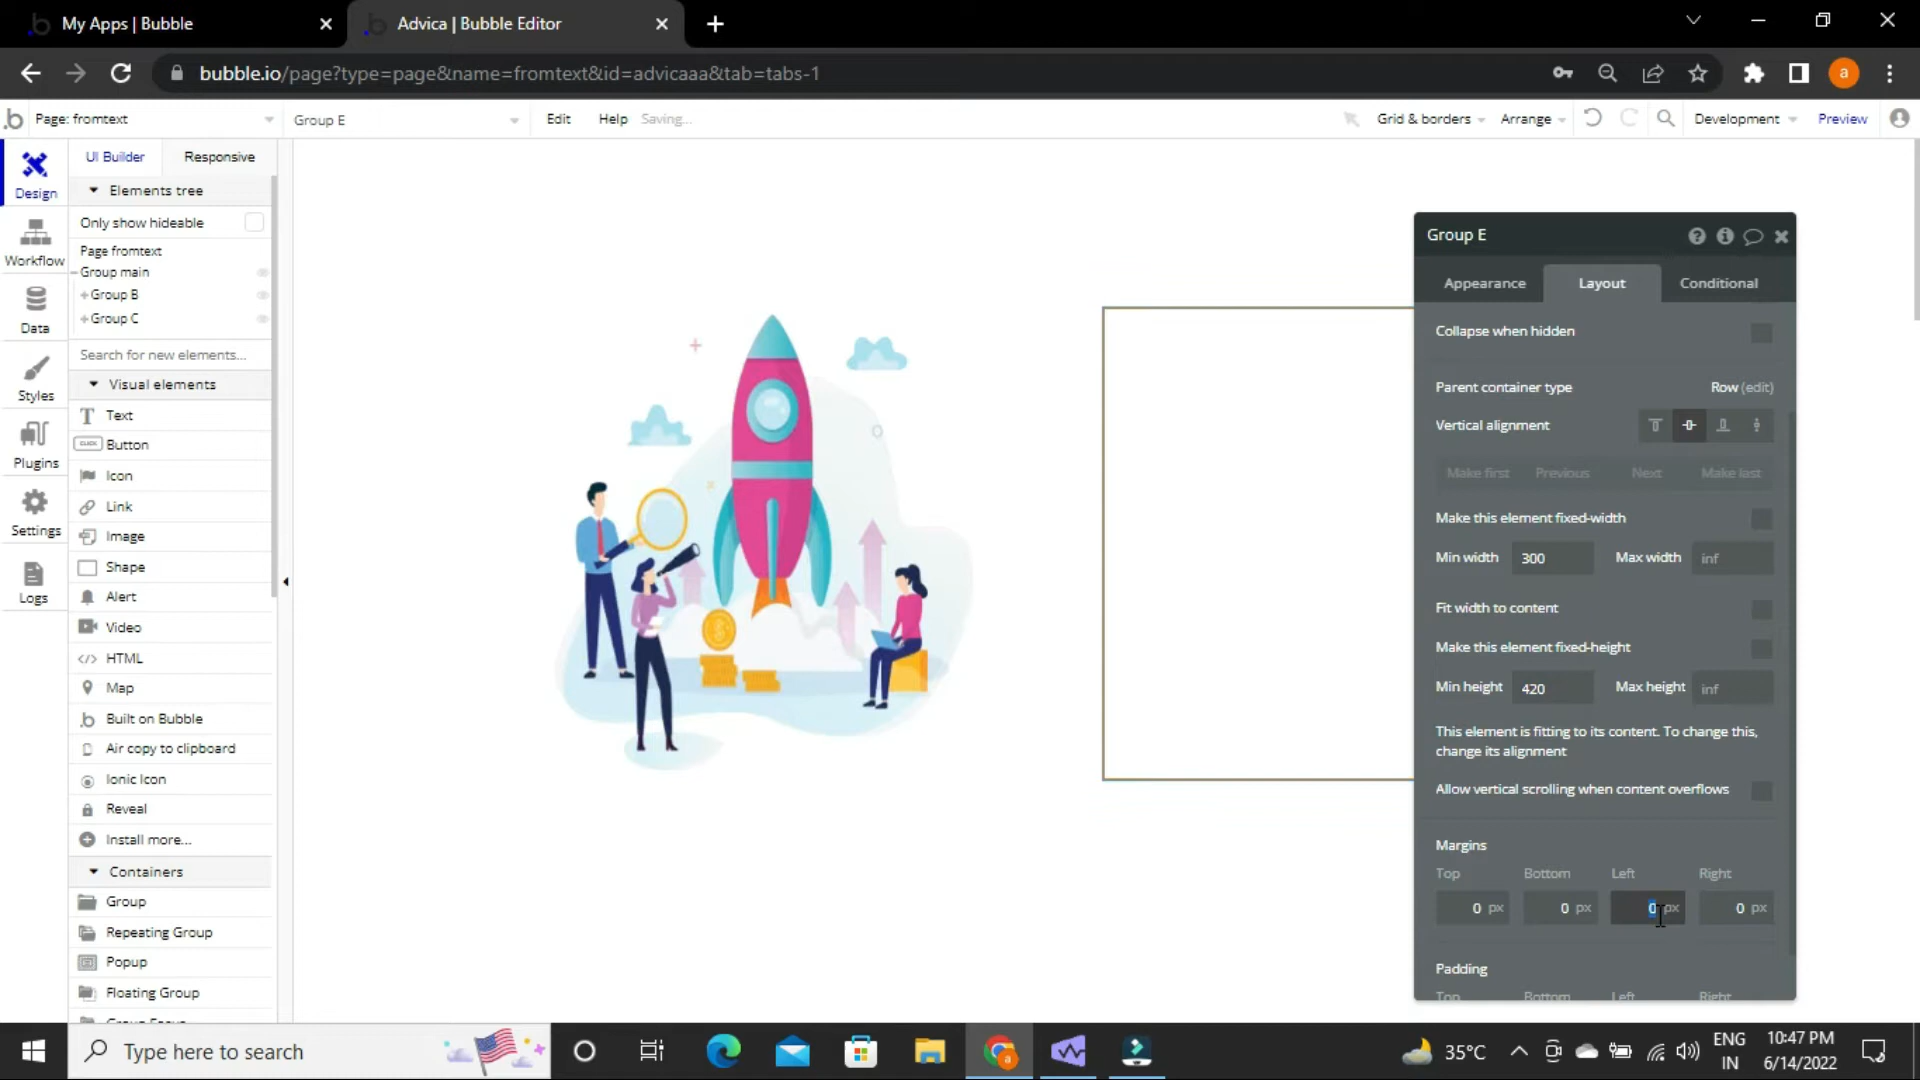 My Apps | Bubble
Advica | Bubble Editor
bubble.io/page?type=page&name=fromtext&id=advicaaa&tab=tabs-1
a
Page: fromtext
Group E
Edit
Help
Saving...
Grid & borders
Arrange
Development
Preview
Design
Workflow
Data
Styles
Plugins
Settings
Logs
UI Builder
Responsive
Elements tree
Only show hideable
Page fromtext
Group main
Group B
Group C
Search for new elements...
Visual elements
Text
CLICK Button
Icon
Link
Image
Shape
Alert
Video
HTML
Map
Built on Bubble
Air copy to clipboard
Ionic Icon
Reveal
Install more...
Containers
Group
Repeating Group
Popup
Floating Group
Group E
Appearance
Layout
Conditional
Collapse when hidden
Parent container type
Row (edit)
Vertical alignment
Make first
Previous
Next
Make last
Make this element fixed-width
Min width 300 Max width inf
Fit width to content
Make this element fixed-height
Min height 420 Max height inf
This element is fitting to its content. To change this,
change its alignment
Allow vertical scrolling when content overflows
Margins
Top Bottom Left Right
0 px 0 px 0 px 0 px
Padding
Top Bottom Left Right
Type here to search
35°C
ENG
IN
10:47 PM
6/14/2022